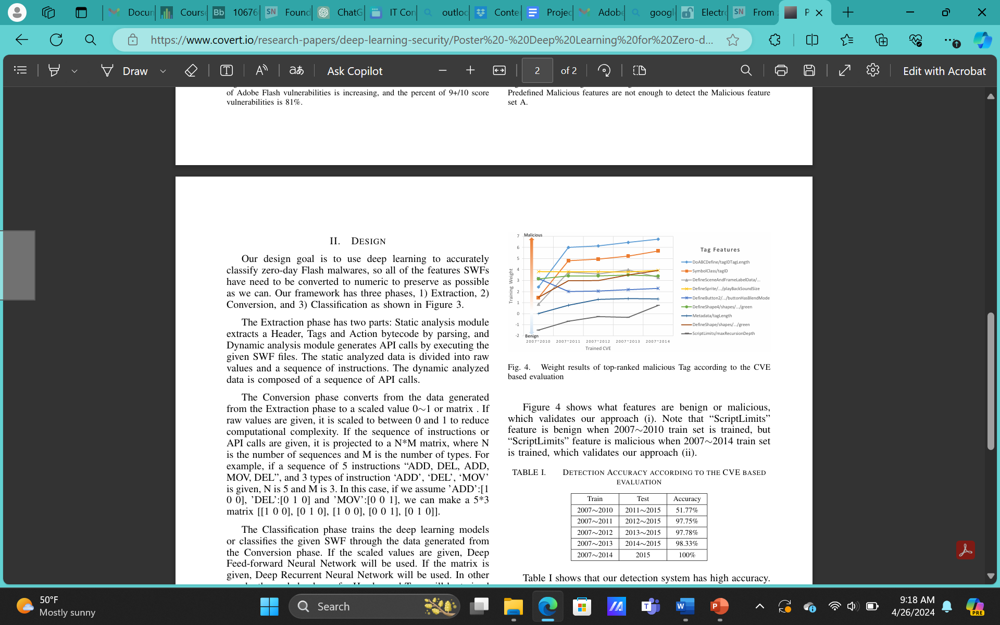 Docun
Course
Bb
10676
SN
Found
ChatG
IT Con
outloo
Conte
Projec
Adobe
googl
Electro
SN
From
P
https://www.covert.io/research-papers/deep-learning-security/Poster%20-%20Deep%20Learning%20for%20Zero-d...
Draw
T
aあ
Ask Copilot
2
of 2
Edit with Acrobat
of Adobe Flash vulnerabilities is increasing, and the percent of 9+/10 score
vulnerabilities is 81%.
Predefined Malicious features are not enough to detect the Malicious feature
set A.
II. DESIGN
Our design goal is to use deep learning to accurately
classify zero-day Flash malwares, so all of the features SWFs
have need to be converted to numeric to preserve as possible
as we can. Our framework has three phases, 1) Extraction, 2)
Conversion, and 3) Classification as shown in Figure 3.
The Extraction phase has two parts: Static analysis module
extracts a Header, Tags and Action bytecode by parsing, and
Dynamic analysis module generates API calls by executing the
given SWF files. The static analyzed data is divided into raw
values and a sequence of instructions. The dynamic analyzed
data is composed of a sequence of API calls.
The Conversion phase converts from the data generated
from the Extraction phase to a scaled value 0∼1 or matrix . If
raw values are given, it is scaled to between 0 and 1 to reduce
computational complexity. If the sequence of instructions or
API calls are given, it is projected to a N*M matrix, where N
is the number of sequences and M is the number of types. For
example, if a sequence of 5 instructions “ADD, DEL, ADD,
MOV, DEL”, and 3 types of instruction ‘ADD’, ‘DEL’, ‘MOV’
is given, N is 5 and M is 3. In this case, if we assume ’ADD’:[1
0 0], ’DEL’:[0 1 0] and ’MOV’:[0 0 1], we can make a 5*3
matrix [[1 0 0], [0 1 0], [1 0 0], [0 0 1], [0 1 0]].
The Classification phase trains the deep learning models
or classifies the given SWF through the data generated from
the Conversion phase. If the scaled values are given, Deep
Feed-forward Neural Network will be used. If the matrix is
given, Deep Recurrent Neural Network will be used. In other
Malicious
7
6
5
4
3
2
1
0
-1
-2
Benign
Training Weight
2007~2010 2007~2011 2007~2012 2007~2013 2007~2014
Trained CVE
Tag Features
DoABCDefine/tagIDTagLength
SymbolClass/tagID
DefineSceneAndFrameLabelData/...
DefineSprite/.../playBackSoundSize
DefineButton2/.../buttonHasBlendMode
DefineShape4/shapes/.../green
Metadata/tagLength
DefineShape/shapes/.../green
ScriptLimits/maxRecursionDepth
Fig. 4. Weight results of top-ranked malicious Tag according to the CVE
based evaluation
Figure 4 shows what features are benign or malicious,
which validates our approach (i). Note that “ScriptLimits”
feature is benign when 2007∼2010 train set is trained, but
“ScriptLimits” feature is malicious when 2007∼2014 train set
is trained, which validates our approach (ii).
TABLE I. DETECTION ACCURACY ACCORDING TO THE CVE BASED
EVALUATION
Train Test Accuracy
2007∼2010 2011∼2015 51.77%
2007∼2011 2012∼2015 97.75%
2007∼2012 2013∼2015 97.78%
2007∼2013 2014∼2015 98.33%
2007∼2014 2015 100%
Table I shows that our detection system has high accuracy.
50°F
Mostly sunny
Search
9:18 AM
4/26/2024
PRE